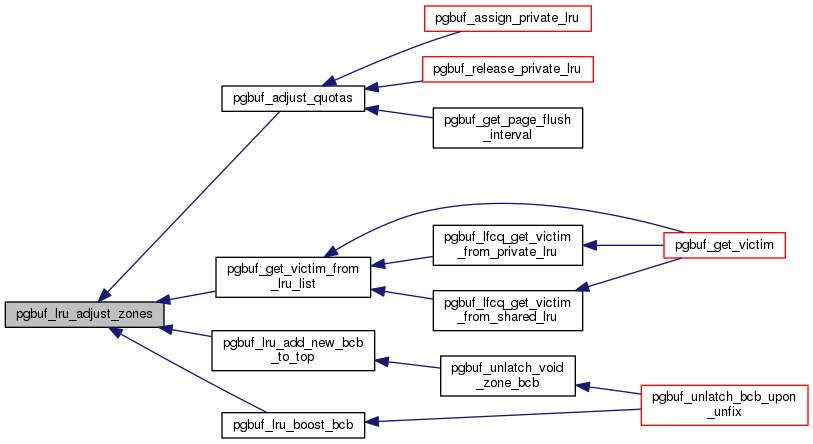 pgbuf_assign_private_lru
pgbuf_release_private_lru
pgbuf_adjust_quotas
pgbuf_get_page_flush
_interval
pgbuf_lfcq_get_victim
_from_private_lru
pgbuf_get_victim
pgbuf_get_victim_from
_lru_list
pgbuf_lfcq_get_victim
_from_shared_lru
pgbuf_lru_adjust_zones
pgbuf_lru_add_new_bcb
_to_top
pgbuf_unlatch_void
_zone_bcb
pgbuf_unlatch_bcb_upon
_unfix
pgbuf_lru_boost_bcb